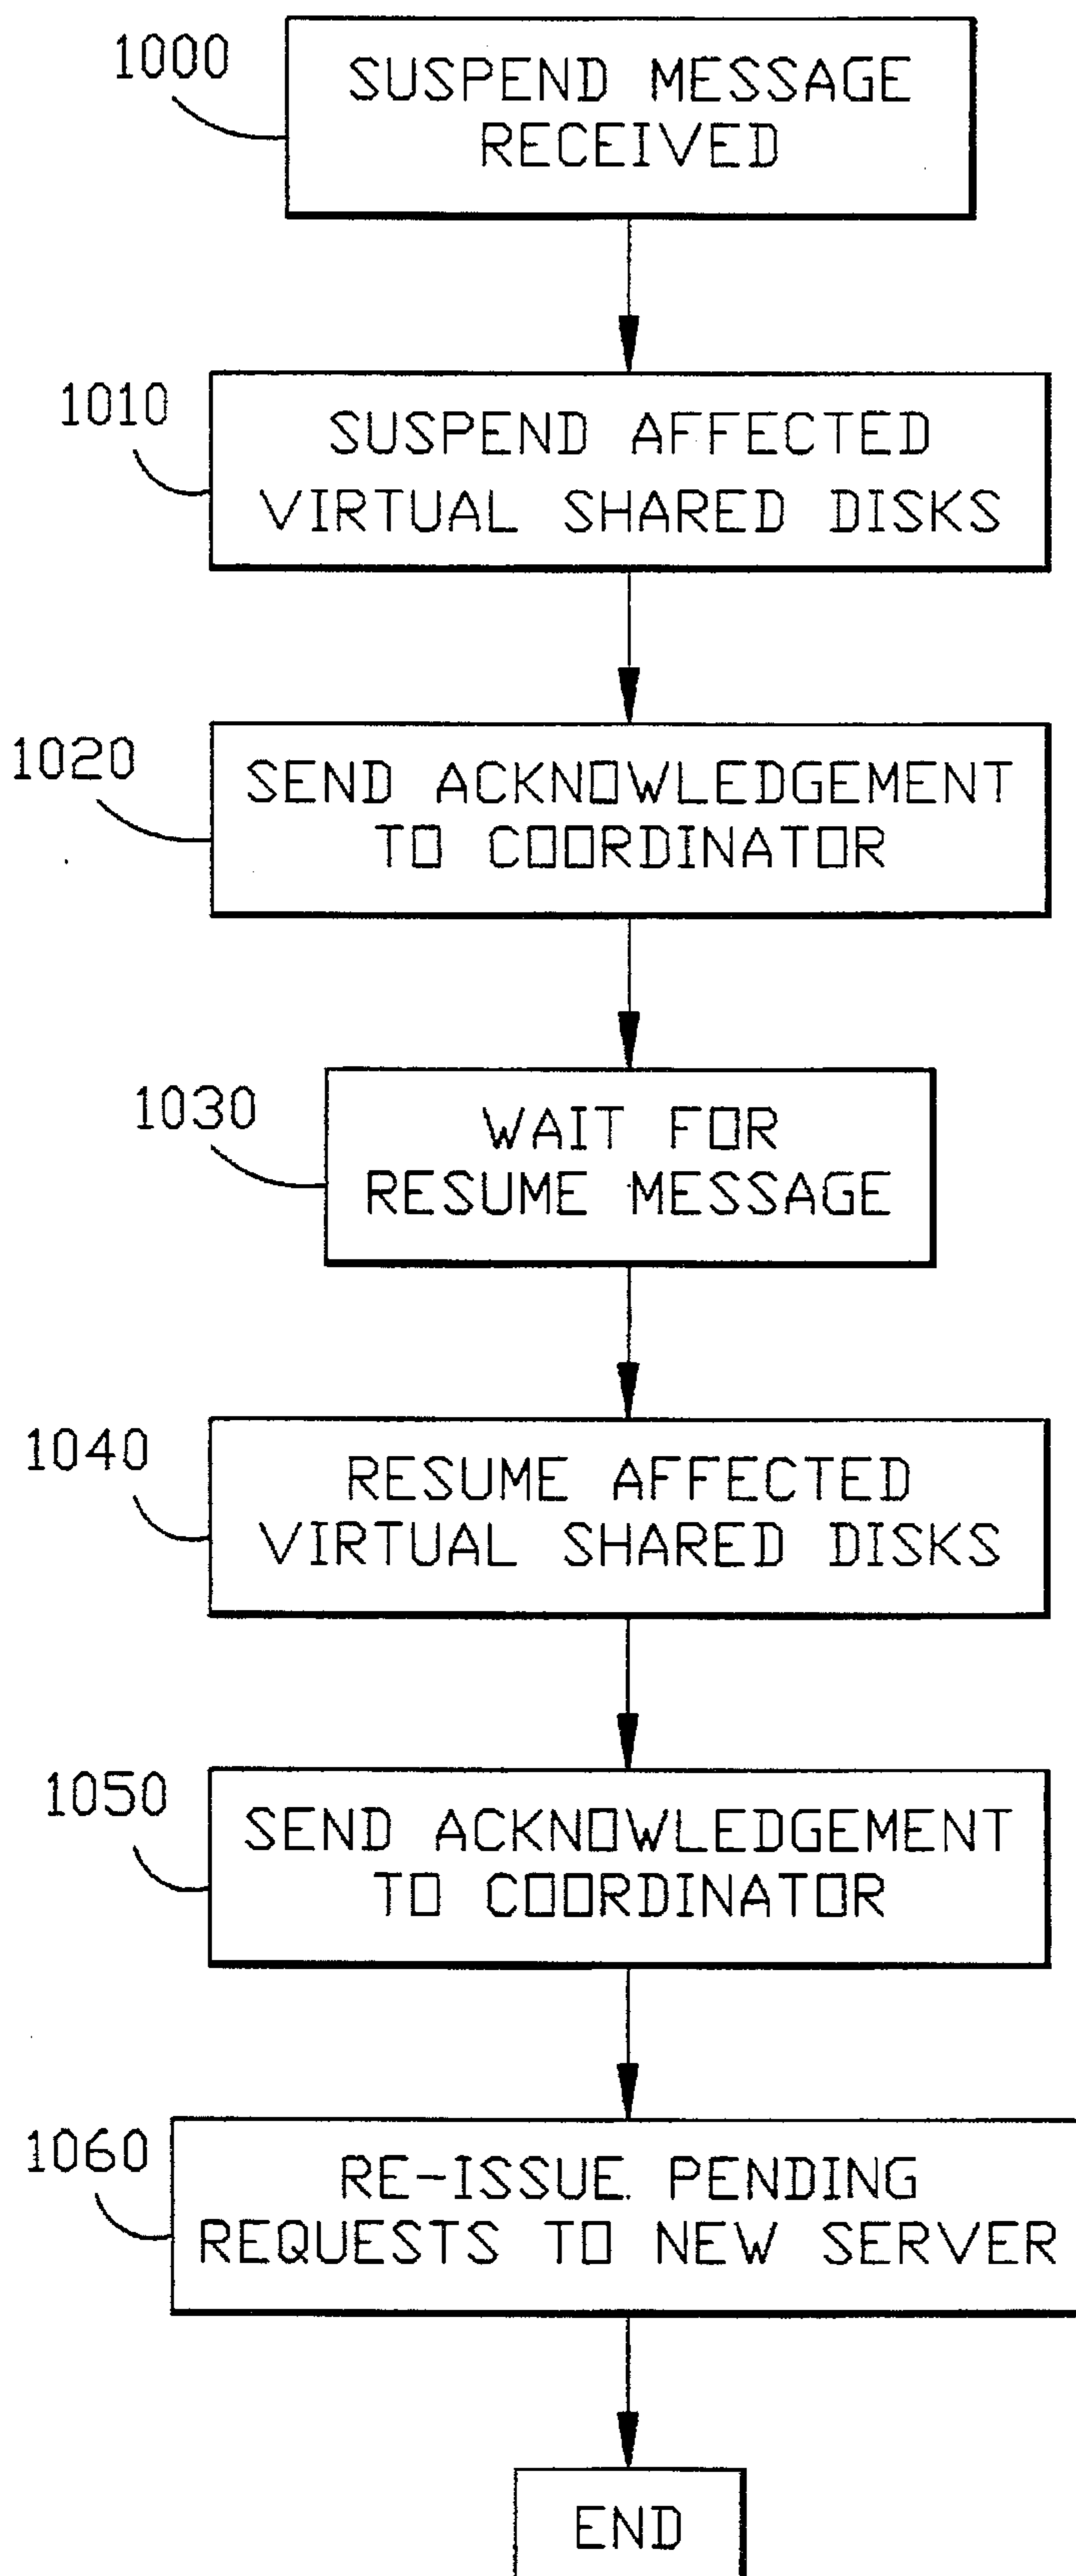 1000
SUSPEND MESSAGE
RECEIVED
1010
SUSPEND AFFECTED
VIRTUAL SHARED DISKS
1020
SEND ACKNOWLEDGEMENT
TO COORDINATOR
1030
WAIT FOR
RESUME MESSAGE
1040
RESUME AFFECTED
VIRTUAL SHARED DISKS
1050
SEND ACKNOWLEDGEMENT
TO COORDINATOR
1060
RE-ISSUE PENDING
REQUESTS TO NEW SERVER
END